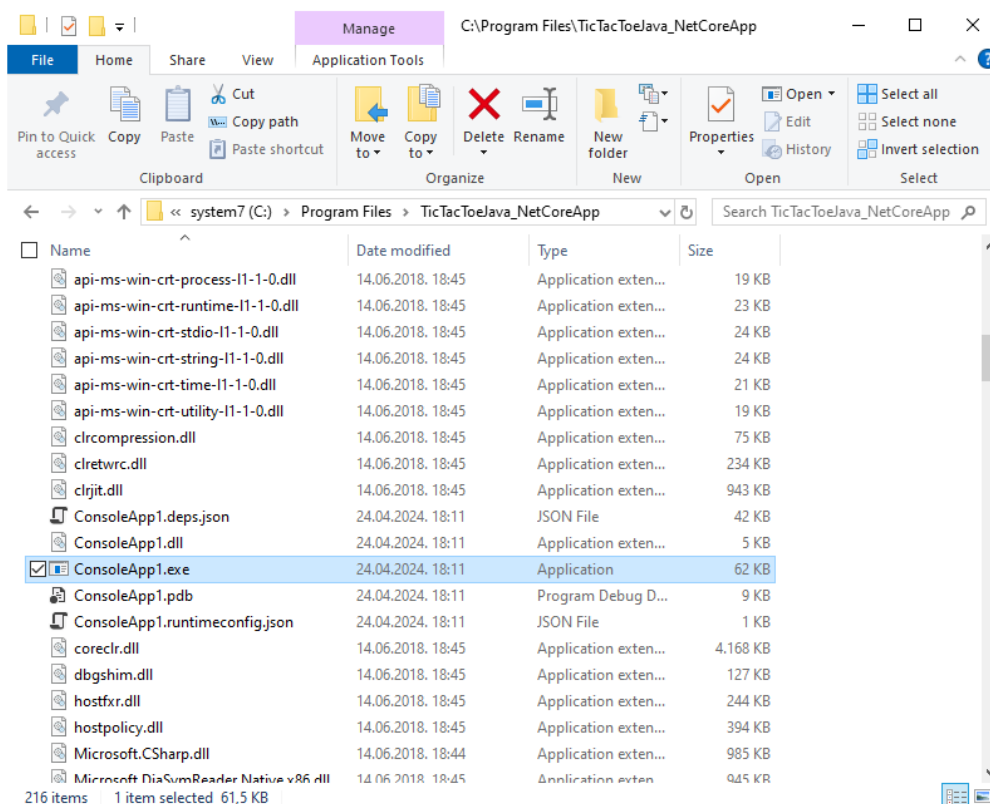 Manage C:\Program Files\TicTacToeJava_NetCoreApp
File Home Share View Application Tools
Pin to Quick access
Copy
Paste
Cut
Copy path
Paste shortcut
Clipboard
Move to
Copy to
Delete
Rename
Organize
New folder
New
Properties
Open
Edit
History
Open
Select all
Select none
Invert selection
Select
« system7 (C:) › Program Files › TicTacToeJava_NetCoreApp
Search TicTacToeJava_NetCoreApp
Name Date modified Type Size
api-ms-win-crt-process-l1-1-0.dll 14.06.2018. 18:45 Application exten... 19 KB
api-ms-win-crt-runtime-l1-1-0.dll 14.06.2018. 18:45 Application exten... 23 KB
api-ms-win-crt-stdio-l1-1-0.dll 14.06.2018. 18:45 Application exten... 24 KB
api-ms-win-crt-string-l1-1-0.dll 14.06.2018. 18:45 Application exten... 24 KB
api-ms-win-crt-time-l1-1-0.dll 14.06.2018. 18:45 Application exten... 21 KB
api-ms-win-crt-utility-l1-1-0.dll 14.06.2018. 18:45 Application exten... 19 KB
clrcompression.dll 14.06.2018. 18:45 Application exten... 75 KB
clretwrc.dll 14.06.2018. 18:45 Application exten... 234 KB
clrjit.dll 14.06.2018. 18:45 Application exten... 943 KB
ConsoleApp1.deps.json 24.04.2024. 18:11 JSON File 42 KB
ConsoleApp1.dll 24.04.2024. 18:11 Application exten... 5 KB
ConsoleApp1.exe 24.04.2024. 18:11 Application 62 KB
ConsoleApp1.pdb 24.04.2024. 18:11 Program Debug D... 9 KB
ConsoleApp1.runtimeconfig.json 24.04.2024. 18:11 JSON File 1 KB
coreclr.dll 14.06.2018. 18:45 Application exten... 4.168 KB
dbgshim.dll 14.06.2018. 18:45 Application exten... 127 KB
hostfxr.dll 14.06.2018. 18:45 Application exten... 244 KB
hostpolicy.dll 14.06.2018. 18:45 Application exten... 394 KB
Microsoft.CSharp.dll 14.06.2018. 18:44 Application exten... 985 KB
Microsoft.DiaSymReader.Native.x86.dll 14.06.2018. 18:45 Application exten... 945 KB
216 items 1 item selected 61,5 KB